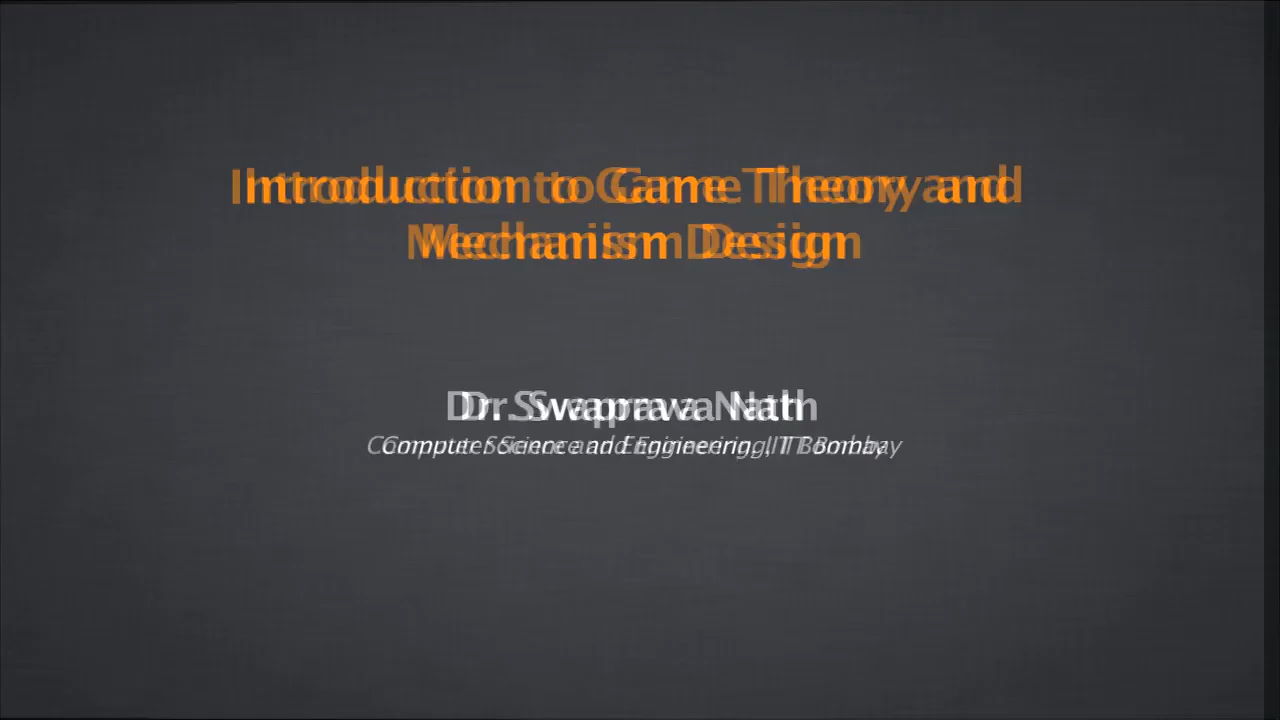 Introduction to Game Theory and
Mechanism Design
Dr. Swaprava Nath
Computer Science and Engineering, IIT Bombay